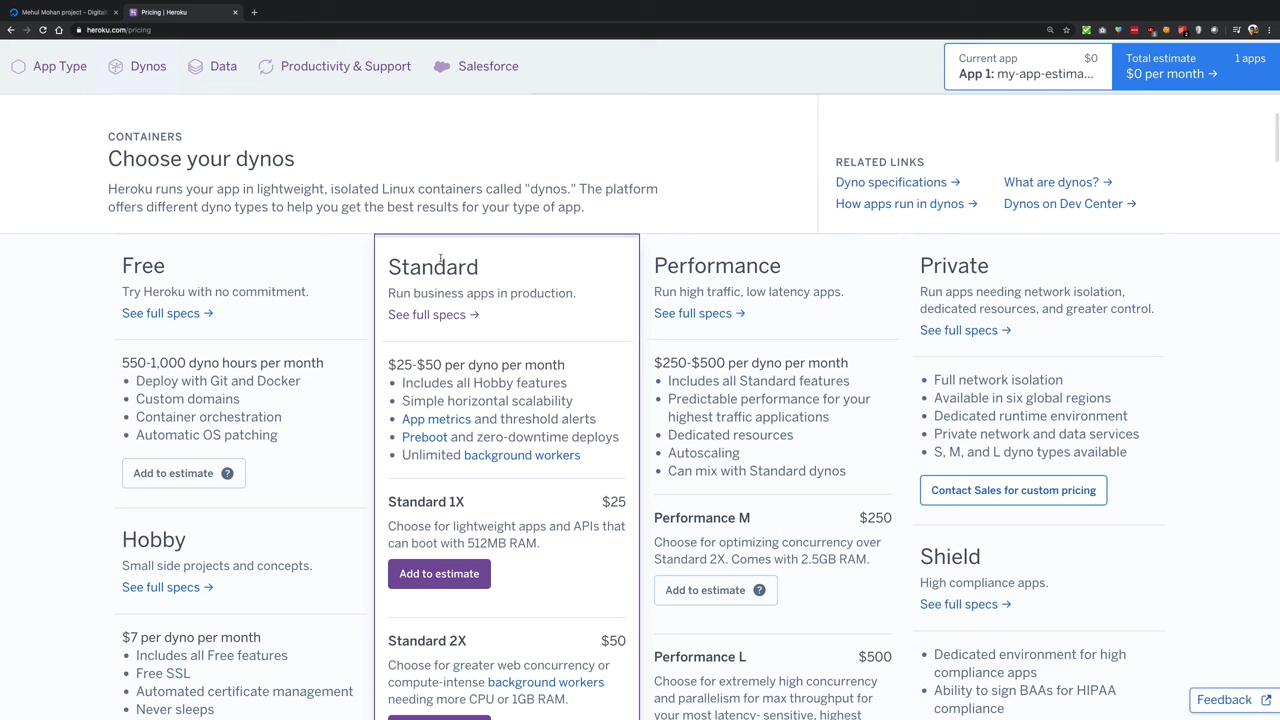 Mehul Mohan project - Digital
Pricing | Heroku
heroku.com/pricing
App Type
Dynos
Data
Productivity & Support
Salesforce
Current app $0
App 1: my-app-estima...
Total estimate 1 apps
$0 per month →
CONTAINERS
Choose your dynos
Heroku runs your app in lightweight, isolated Linux containers called "dynos." The platform
offers different dyno types to help you get the best results for your type of app.
RELATED LINKS
Dyno specifications →
What are dynos? →
How apps run in dynos →
Dynos on Dev Center →
Free
Try Heroku with no commitment.
See full specs →
550-1,000 dyno hours per month
• Deploy with Git and Docker
• Custom domains
• Container orchestration
• Automatic OS patching
Add to estimate ?
Hobby
Small side projects and concepts.
See full specs →
$7 per dyno per month
• Includes all Free features
• Free SSL
• Automated certificate management
• Never sleeps
Standard
Run business apps in production.
See full specs →
$25-$50 per dyno per month
• Includes all Hobby features
• Simple horizontal scalability
• App metrics and threshold alerts
• Preboot and zero-downtime deploys
• Unlimited background workers
Standard 1X $25
Choose for lightweight apps and APIs that
can boot with 512MB RAM.
Add to estimate
Standard 2X $50
Choose for greater web concurrency or
compute-intense background workers
needing more CPU or 1GB RAM.
Performance
Run high traffic, low latency apps.
See full specs →
$250-$500 per dyno per month
• Includes all Standard features
• Predictable performance for your
highest traffic applications
• Dedicated resources
• Autoscaling
• Can mix with Standard dynos
Performance M $250
Choose for optimizing concurrency over
Standard 2X. Comes with 2.5GB RAM.
Add to estimate ?
Performance L $500
Choose for extremely high concurrency
and parallelism for max throughput for
your most latency- sensitive, highest
Private
Run apps needing network isolation,
dedicated resources, and greater control.
See full specs →
• Full network isolation
• Available in six global regions
• Dedicated runtime environment
• Private network and data services
• S, M, and L dyno types available
Contact Sales for custom pricing
Shield
High compliance apps.
See full specs →
• Dedicated environment for high
compliance apps
• Ability to sign BAAs for HIPAA
compliance
Feedback